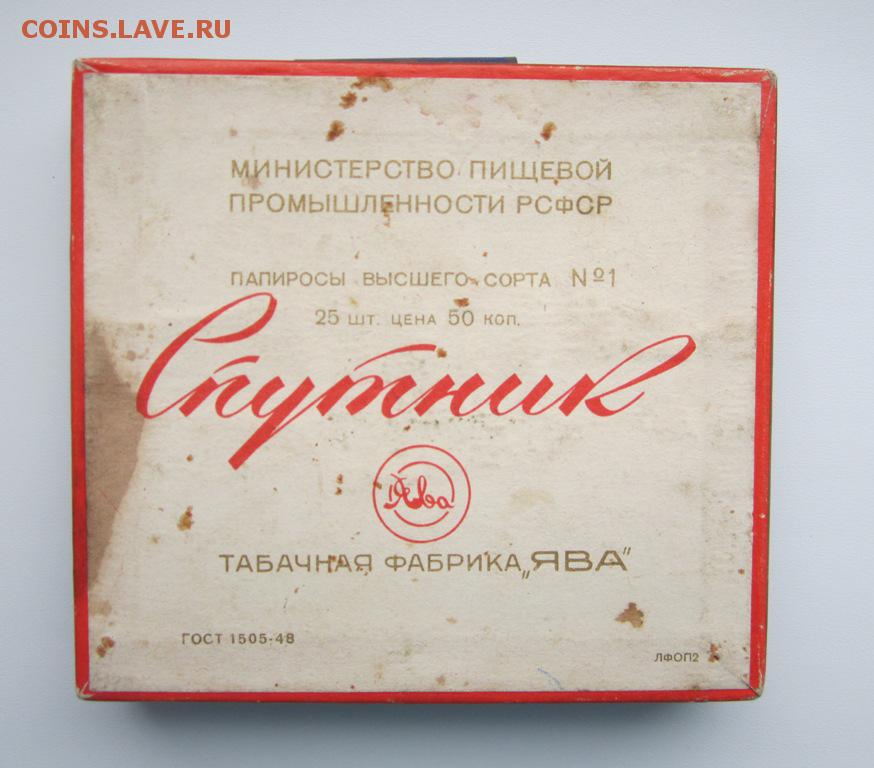 COINS.LAVE.RU
МИНИСТЕРСТВО ПИЩЕВОЙ
ПРОМЫШЛЕННОСТИ РСФСР
ПАПИРОСЫ ВЫСШЕГО СОРТА №1
25 ШТ. ЦЕНА 50 КОП.
Спутник
Ява
ТАБАЧНАЯ ФАБРИКА „ЯВА"
ГОСТ 1505-48
ЛФОП2